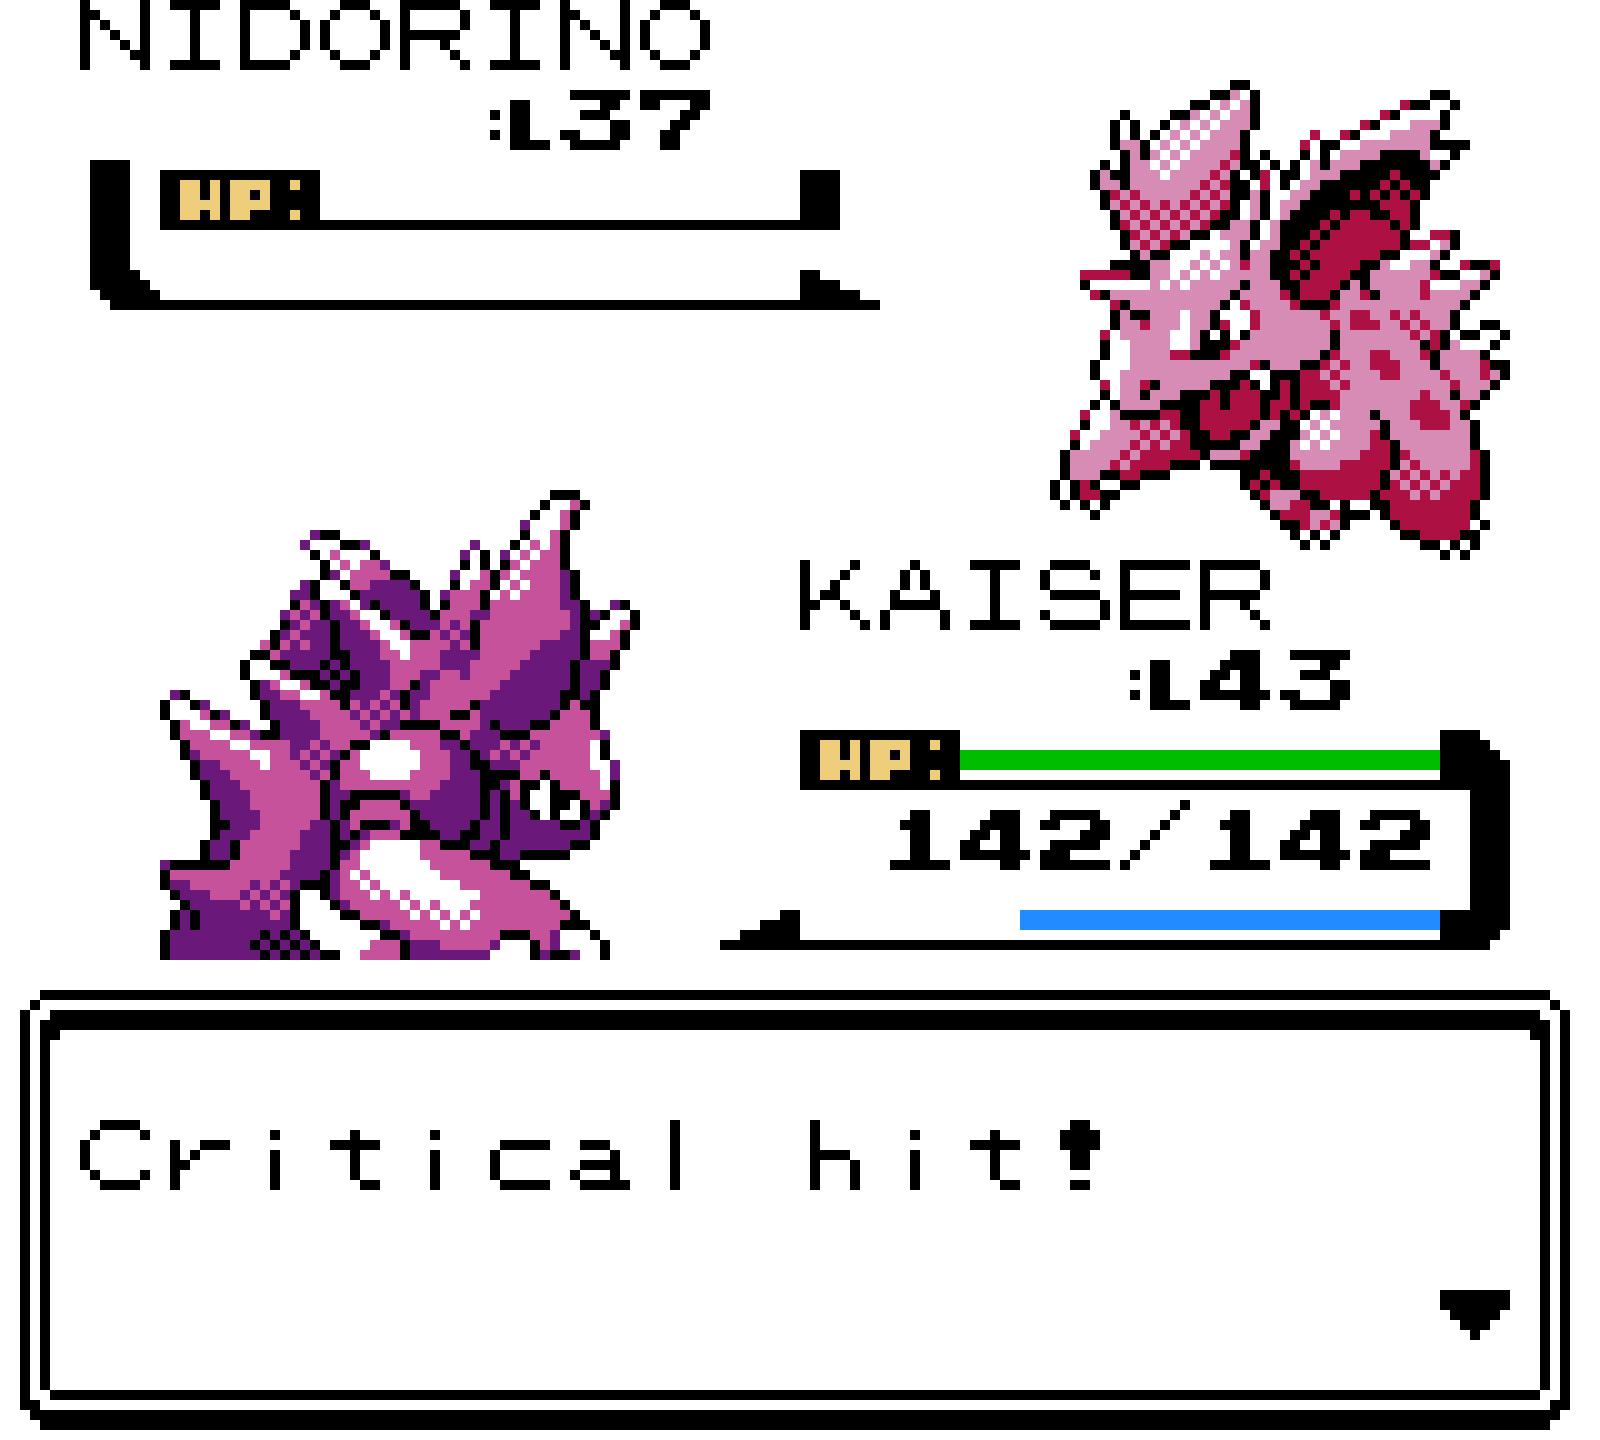 NIDORINO
:L37
HP:
KAISER
:L43
HP:
142/142
Critical hit!